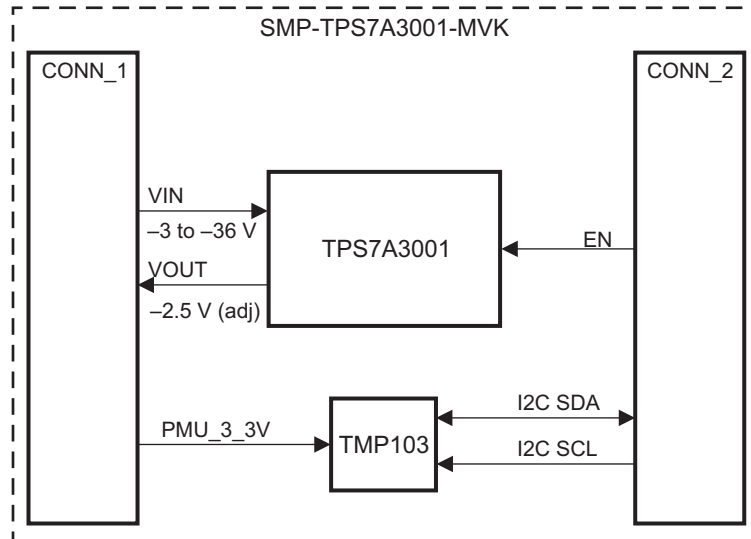 SMP-TPS7A3001-MVK
CONN_1
CONN_2
VIN
–3 to –36 V
TPS7A3001
EN
VOUT
–2.5 V (adj)
I2C SDA
PMU_3_3V
TMP103
I2C SCL